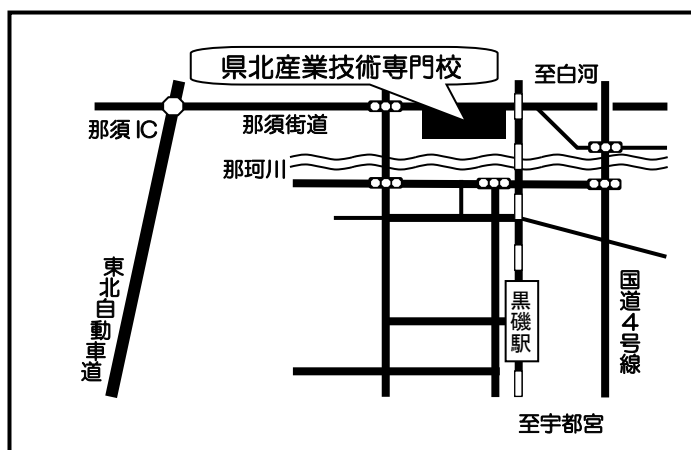 県北産業技術専門校
至白河
那須IC
那須街道
那珂川
東北自動車道
国道4号線
黒磯駅
至宇都宮